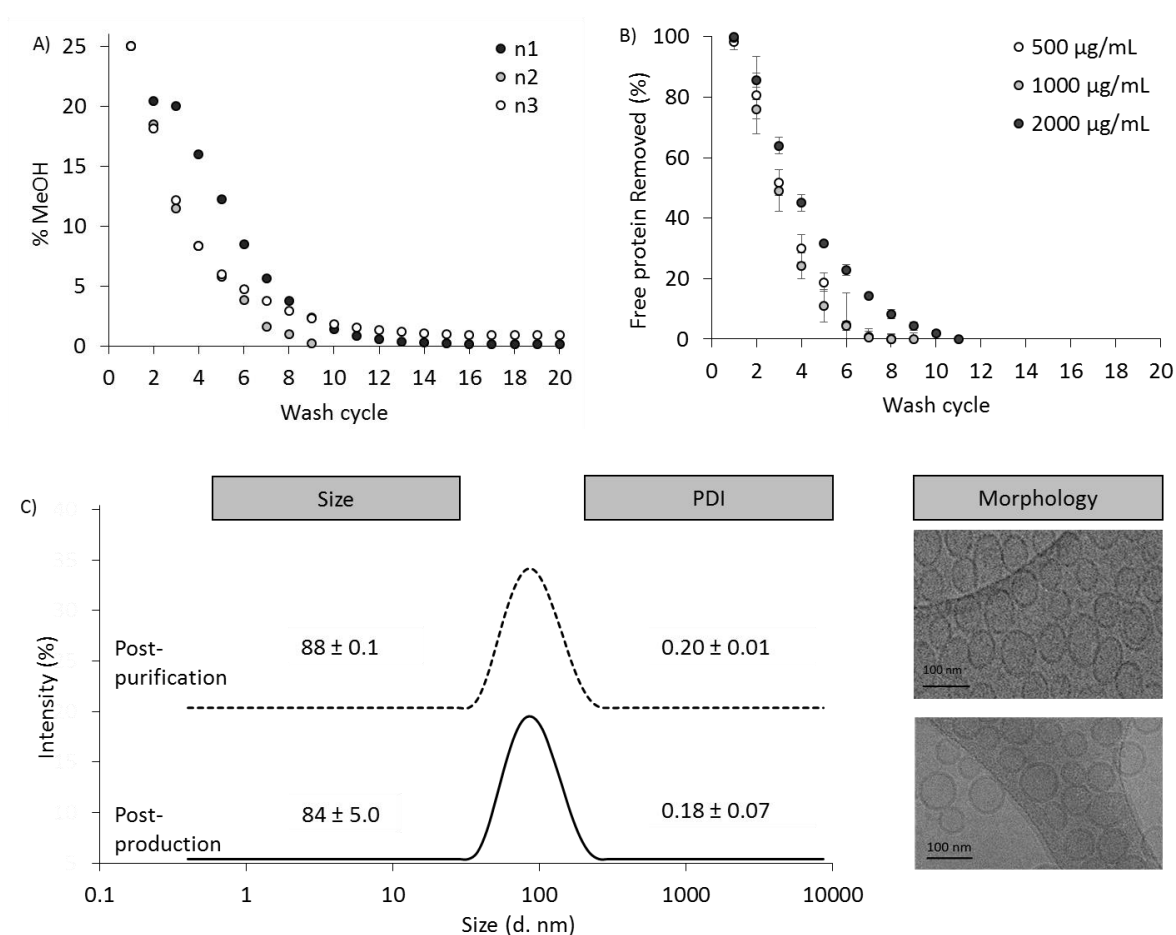 A)
% MeOH
25
20
15
10
5
0
0 2 4 6 8 10 12 14 16 18 20
Wash cycle
n1
n2
n3
B)
Free protein Removed (%)
100
80
60
40
20
0
0 2 4 6 8 10 12 14 16 18 20
Wash cycle
500 µg/mL
1000 µg/mL
2000 µg/mL
C)
Size PDI Morphology
Intensity (%)
Post-
purification
88 ± 0.1 0.20 ± 0.01
100 nm
Post-
production
84 ± 5.0 0.18 ± 0.07
100 nm
0.1 1 10 100 1000 10000
Size (d. nm)